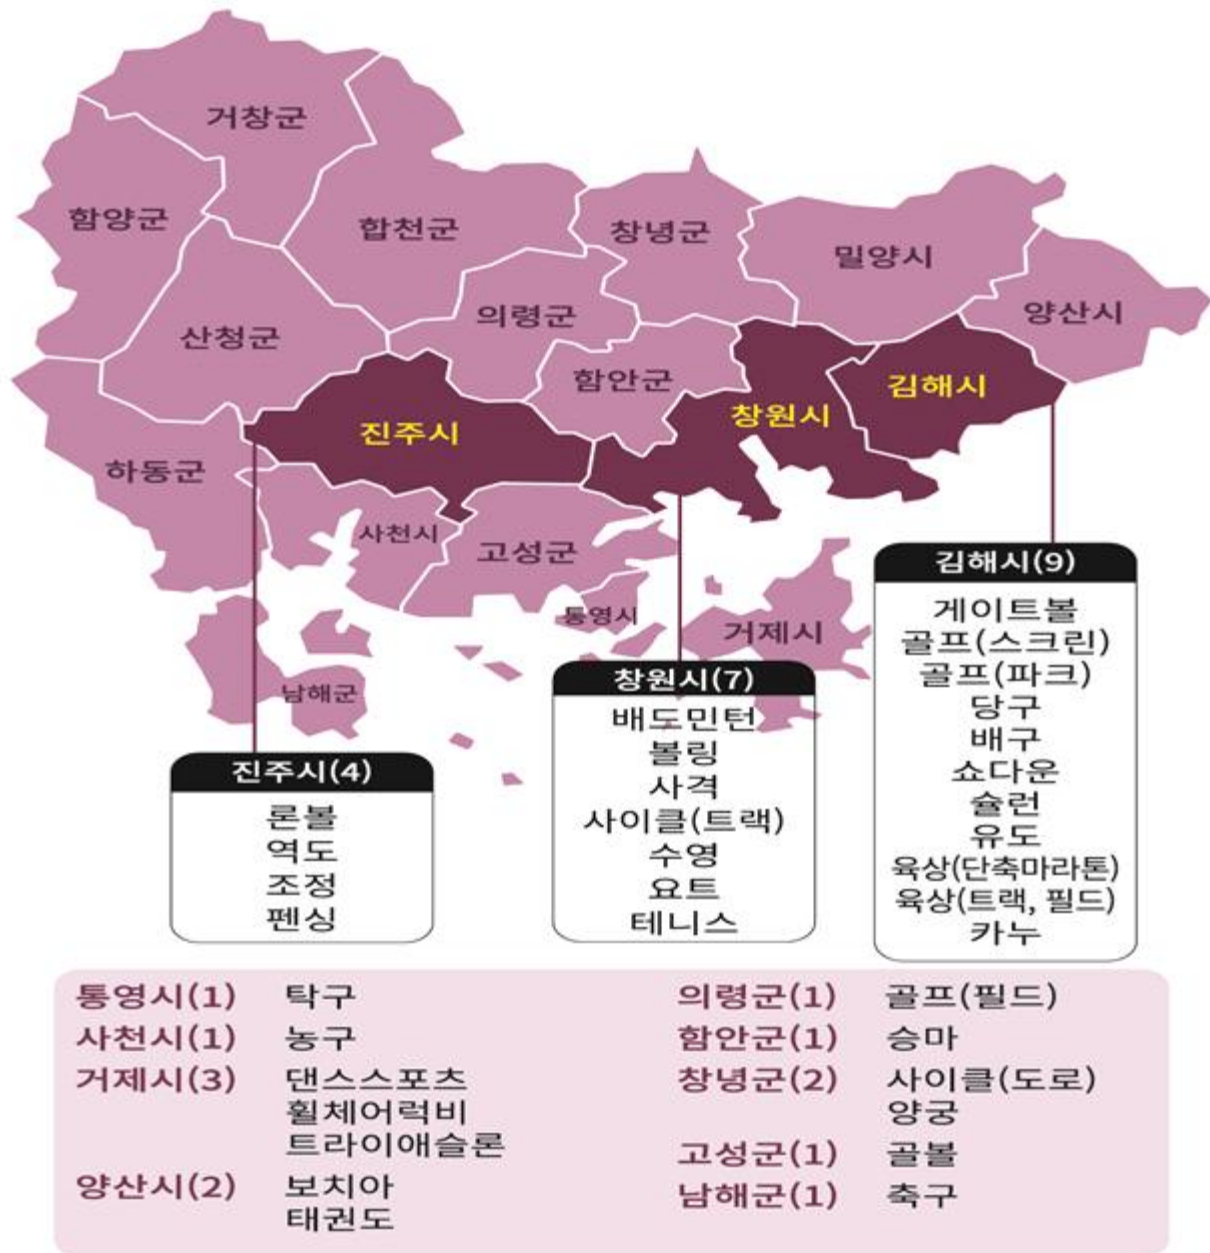 거창군
함양군
합천군
창녕군
밀양시
의령군
양산시
산청군
함안군
김해시
창원시
진주시
하동군
사천시
고성군
통영시
거제시
남해군
김해시(9)
게이트볼
골프(스크린)
골프(파크)
당구
배구
쇼다운
슐런
유도
육상(단축마라톤)
육상(트랙, 필드)
카누
창원시(7)
배드민턴
볼링
사격
사이클(트랙)
수영
요트
테니스
진주시(4)
론볼
역도
조정
펜싱
통영시(1) 탁구
사천시(1) 농구
거제시(3) 댄스스포츠
휠체어럭비
트라이애슬론
양산시(2) 보치아
태권도
의령군(1) 골프(필드)
함안군(1) 승마
창녕군(2) 사이클(도로)
양궁
고성군(1) 골볼
남해군(1) 축구